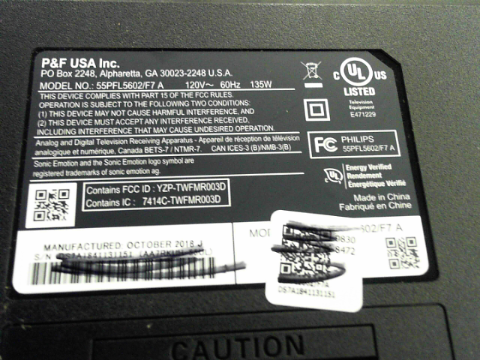 P&F USA Inc.
PO Box 2248, Alpharetta, GA 30023-2248 U.S.A.
MODEL NO.: 55PFL5602/F7 A 120V~ 60Hz 135W
THIS DEVICE COMPLIES WITH PART 15 OF THE FCC RULES.
OPERATION IS SUBJECT TO THE FOLLOWING TWO CONDITIONS:
(1) THIS DEVICE MAY NOT CAUSE HARMFUL INTERFERENCE, AND
(2) THIS DEVICE MUST ACCEPT ANY INTERFERENCE RECEIVED,
INCLUDING INTERFERENCE THAT MAY CAUSE UNDESIRED OPERATION.
Analog and Digital Television Receiving Apparatus - Appareil de réception de télévision
analogique et numérique, Canada BETS-7 / NTMR-7. CAN ICES-3 (B)/NMB-3(B)
Sonic Emotion and the Sonic Emotion logo symbol are
registered trademarks of sonic emotion ag.
Contains FCC ID : YZP-TWFMR003D
Contains IC : 7414C-TWFMR003D
C UL US
LISTED
Television
Equipment
E471229
FC PHILIPS
55PFL5602/F7 A
Energy Verified
Rendement
Énergétique Vérifié
Made in China
Fabriqué en Chine
MANUFACTURED: OCTOBER 2018
S/N
602/F7.A
DS7A1841131151
CAUTION